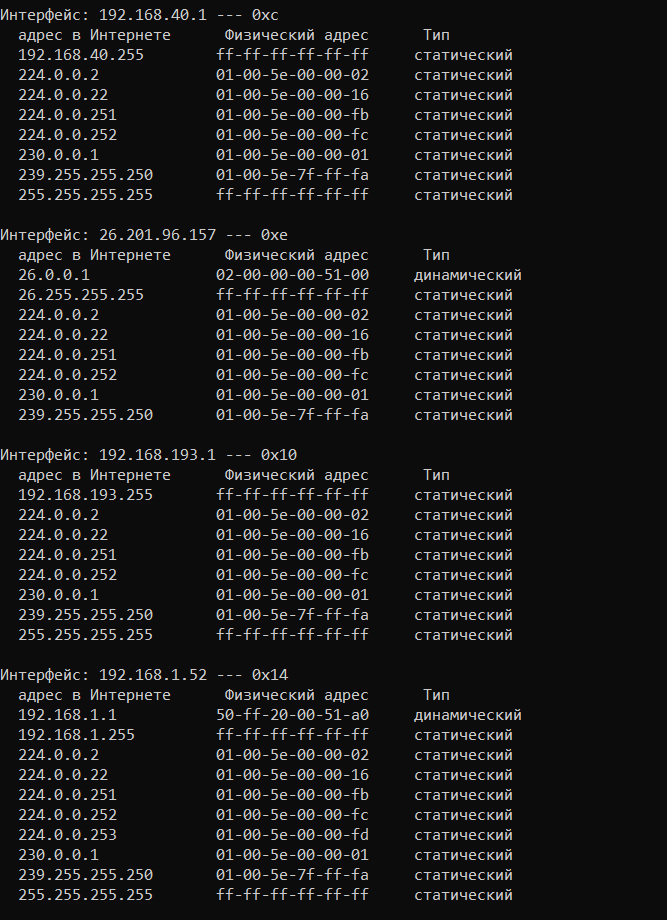 Интерфейс: 192.168.40.1 --- 0xc
  адрес в Интернете      Физический адрес      Тип
  192.168.40.255        ff-ff-ff-ff-ff-ff     статический
  224.0.0.2             01-00-5e-00-00-02     статический
  224.0.0.22            01-00-5e-00-00-16     статический
  224.0.0.251           01-00-5e-00-00-fb     статический
  224.0.0.252           01-00-5e-00-00-fc     статический
  230.0.0.1             01-00-5e-00-00-01     статический
  239.255.255.250       01-00-5e-7f-ff-fa     статический
  255.255.255.255       ff-ff-ff-ff-ff-ff     статический

Интерфейс: 26.201.96.157 --- 0xe
  адрес в Интернете      Физический адрес      Тип
  26.0.0.1              02-00-00-00-51-00     динамический
  26.255.255.255        ff-ff-ff-ff-ff-ff     статический
  224.0.0.2             01-00-5e-00-00-02     статический
  224.0.0.22            01-00-5e-00-00-16     статический
  224.0.0.251           01-00-5e-00-00-fb     статический
  224.0.0.252           01-00-5e-00-00-fc     статический
  230.0.0.1             01-00-5e-00-00-01     статический
  239.255.255.250       01-00-5e-7f-ff-fa     статический

Интерфейс: 192.168.193.1 --- 0x10
  адрес в Интернете      Физический адрес      Тип
  192.168.193.255       ff-ff-ff-ff-ff-ff     статический
  224.0.0.2             01-00-5e-00-00-02     статический
  224.0.0.22            01-00-5e-00-00-16     статический
  224.0.0.251           01-00-5e-00-00-fb     статический
  224.0.0.252           01-00-5e-00-00-fc     статический
  230.0.0.1             01-00-5e-00-00-01     статический
  239.255.255.250       01-00-5e-7f-ff-fa     статический
  255.255.255.255       ff-ff-ff-ff-ff-ff     статический

Интерфейс: 192.168.1.52 --- 0x14
  адрес в Интернете      Физический адрес      Тип
  192.168.1.1           50-ff-20-00-51-a0     динамический
  192.168.1.255         ff-ff-ff-ff-ff-ff     статический
  224.0.0.2             01-00-5e-00-00-02     статический
  224.0.0.22            01-00-5e-00-00-16     статический
  224.0.0.251           01-00-5e-00-00-fb     статический
  224.0.0.252           01-00-5e-00-00-fc     статический
  224.0.0.253           01-00-5e-00-00-fd     статический
  230.0.0.1             01-00-5e-00-00-01     статический
  239.255.255.250       01-00-5e-7f-ff-fa     статический
  255.255.255.255       ff-ff-ff-ff-ff-ff     статический